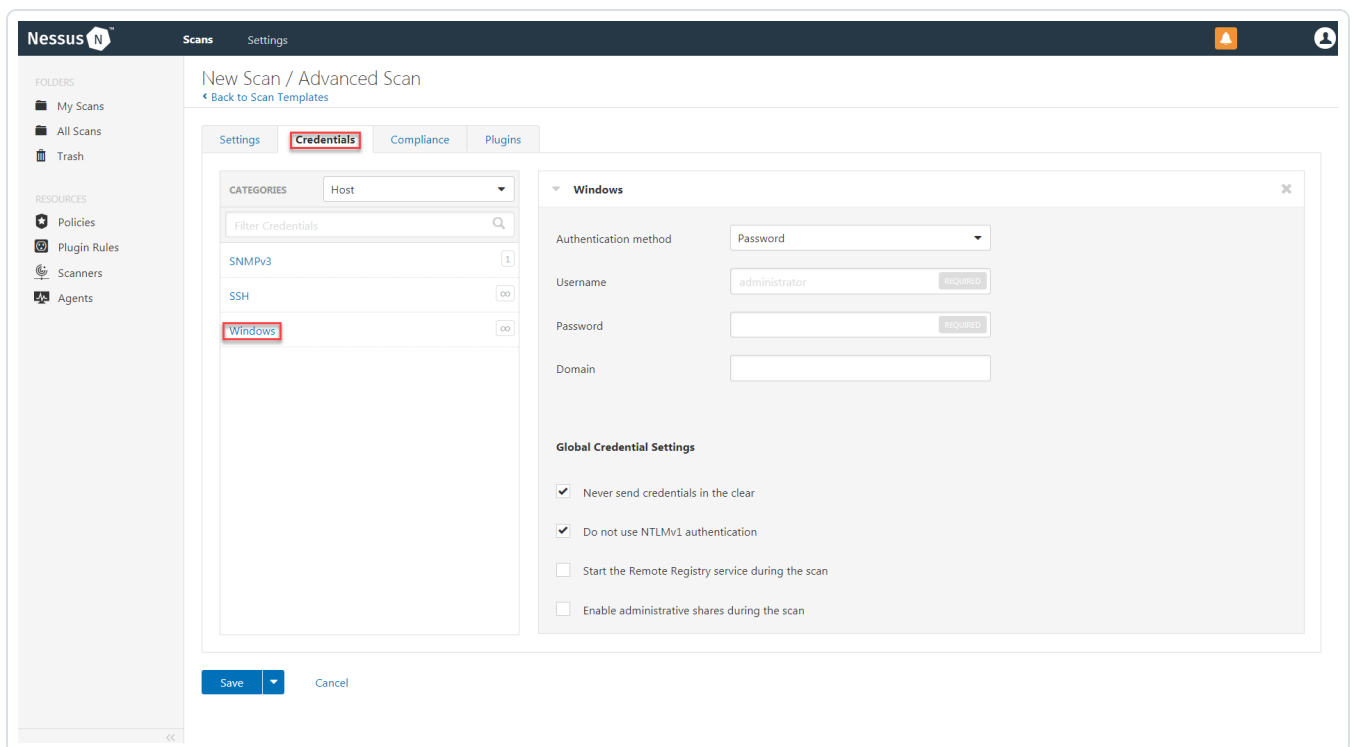 Nessus N ™ Scans Settings
FOLDERS
My Scans
All Scans
Trash
RESOURCES
Policies
Plugin Rules
Scanners
Agents
New Scan / Advanced Scan
Back to Scan Templates
Settings Credentials Compliance Plugins
CATEGORIES Host
Filter Credentials
SNMPv3 1
SSH ∞
Windows ∞
Windows
Authentication method Password
Username administrator REQUIRED
Password REQUIRED
Domain
Global Credential Settings
Never send credentials in the clear
Do not use NTLMv1 authentication
Start the Remote Registry service during the scan
Enable administrative shares during the scan
Save Cancel